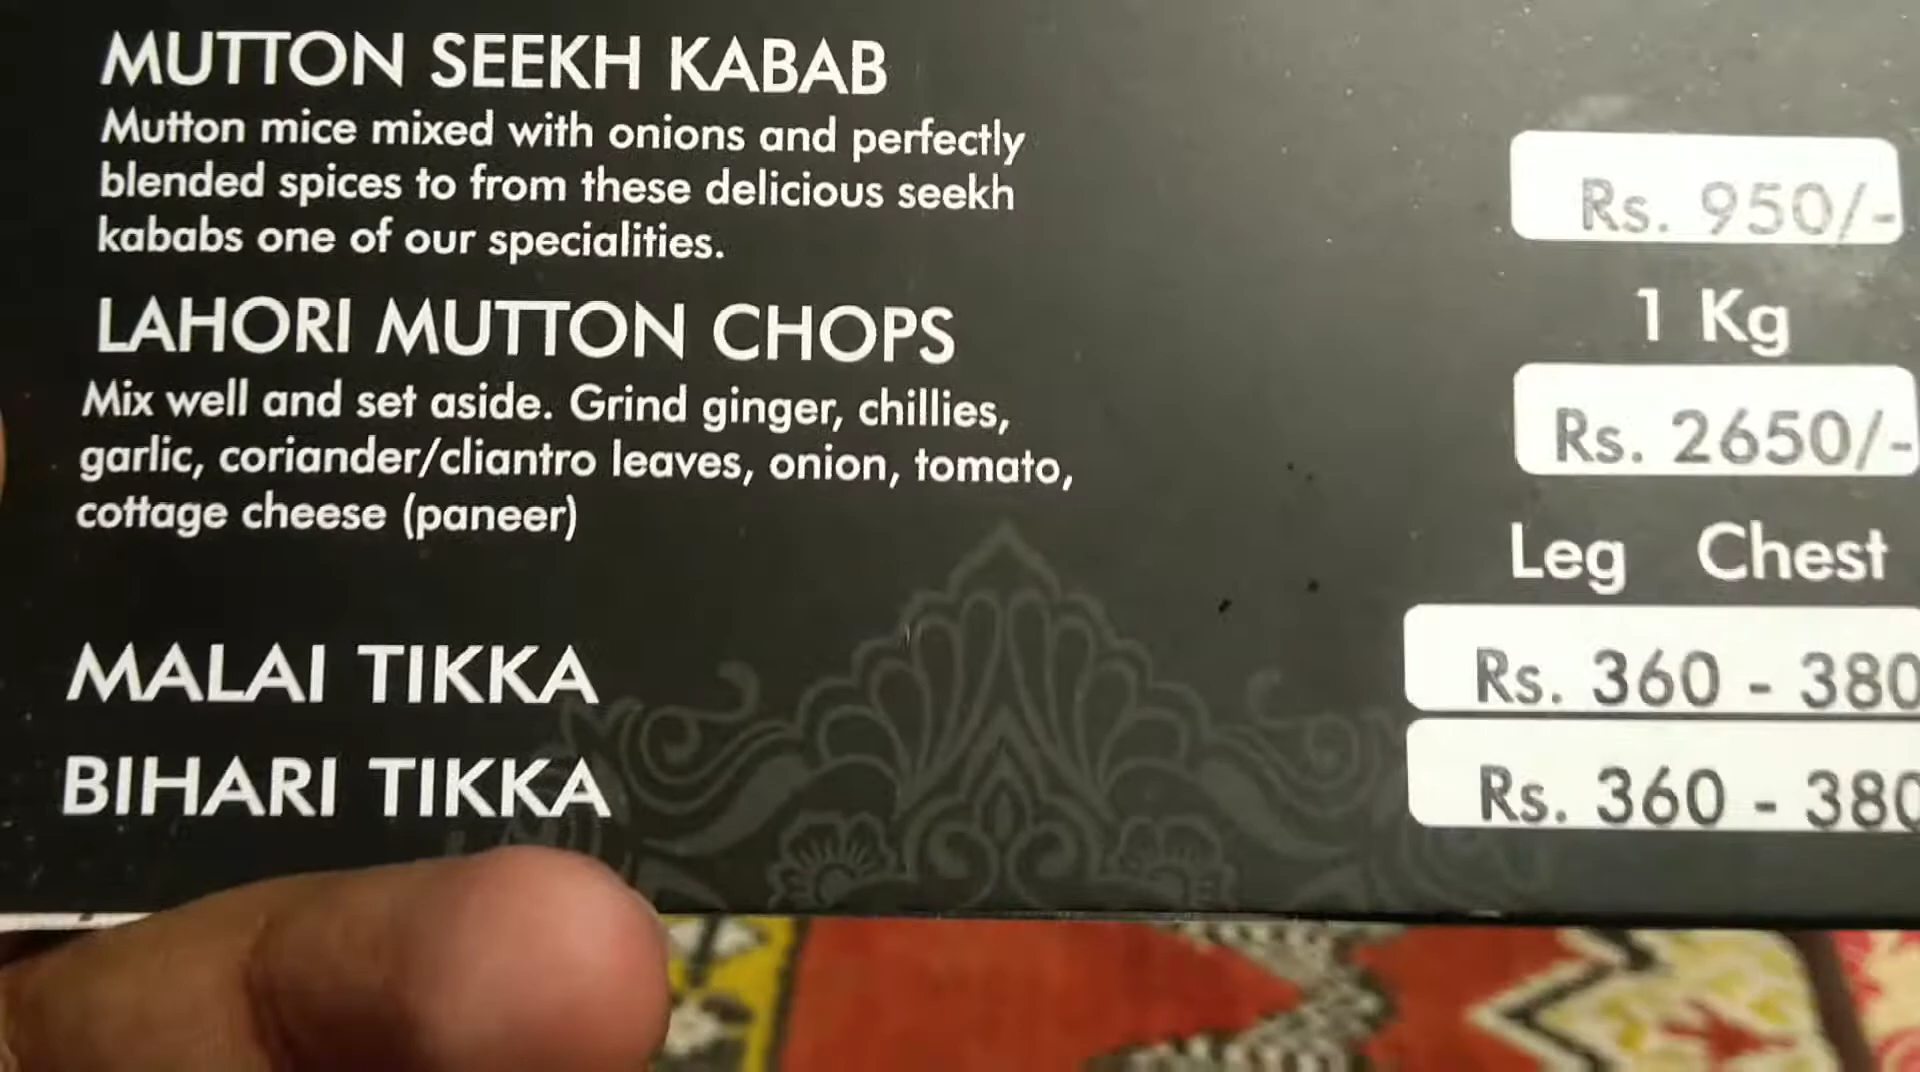 MUTTON SEEKH KABAB
Mutton mice mixed with onions and perfectly
blended spices to from these delicious seekh
kababs one of our specialities.
Rs. 950/-
1 Kg
LAHORI MUTTON CHOPS
Mix well and set aside. Grind ginger, chillies,
garlic, coriander/cliantro leaves, onion, tomato,
cottage cheese (paneer)
Rs. 2650/-
Leg Chest
MALAI TIKKA Rs. 360 - 380
BIHARI TIKKA Rs. 360 - 380